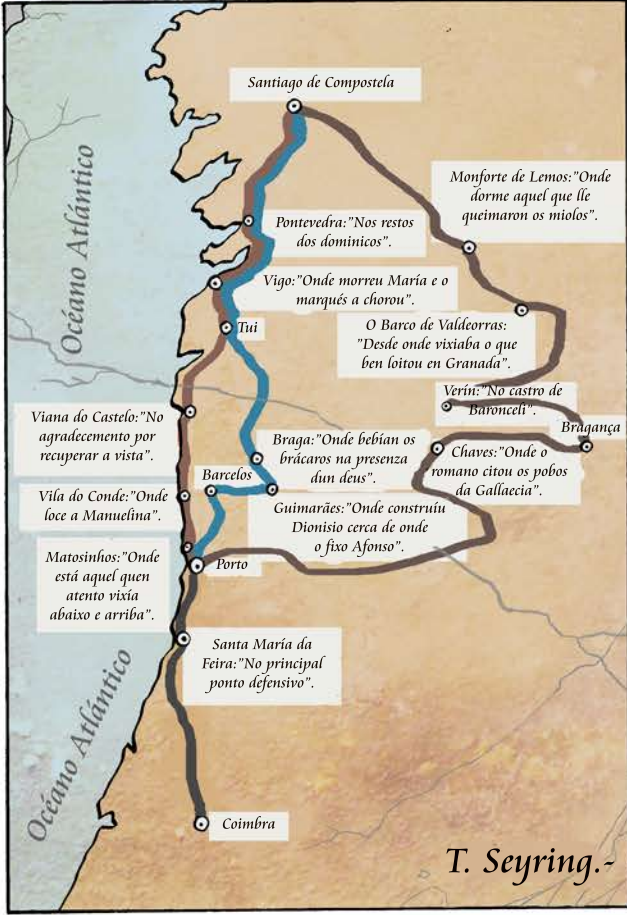 Santiago de Compostela
Océano Atlántico
Monforte de Lemos:"Onde
dorme aquel que lle
queimaron os miolos".
Pontevedra:"Nos restos
dos dominicos".
Vigo:"Onde morreu María e o
marqués a chorou".
Tui
O Barco de Valdeorras:
"Desde onde vixiaba o que
ben loitou en Granada".
Verín:"No castro de
Baronceli".
Bragança
Viana do Castelo:"No
agradecemento por
recuperar a vista".
Braga:"Onde bebían os
brácaros na presenza
dun deus".
Chaves:"Onde o
romano citou os pobos
da Gallaecia".
Barcelos
Vila do Conde:"Onde
loce a Manuelina".
Guimarães:"Onde construíu
Dionisio cerca de onde
o fixo Afonso".
Matosinhos:"Onde
está aquel quen
atento vixía
abaixo e arriba".
Porto
Santa María da
Feira:"No principal
ponto defensivo".
Océano Atlántico
Coimbra
T. Seyring.-